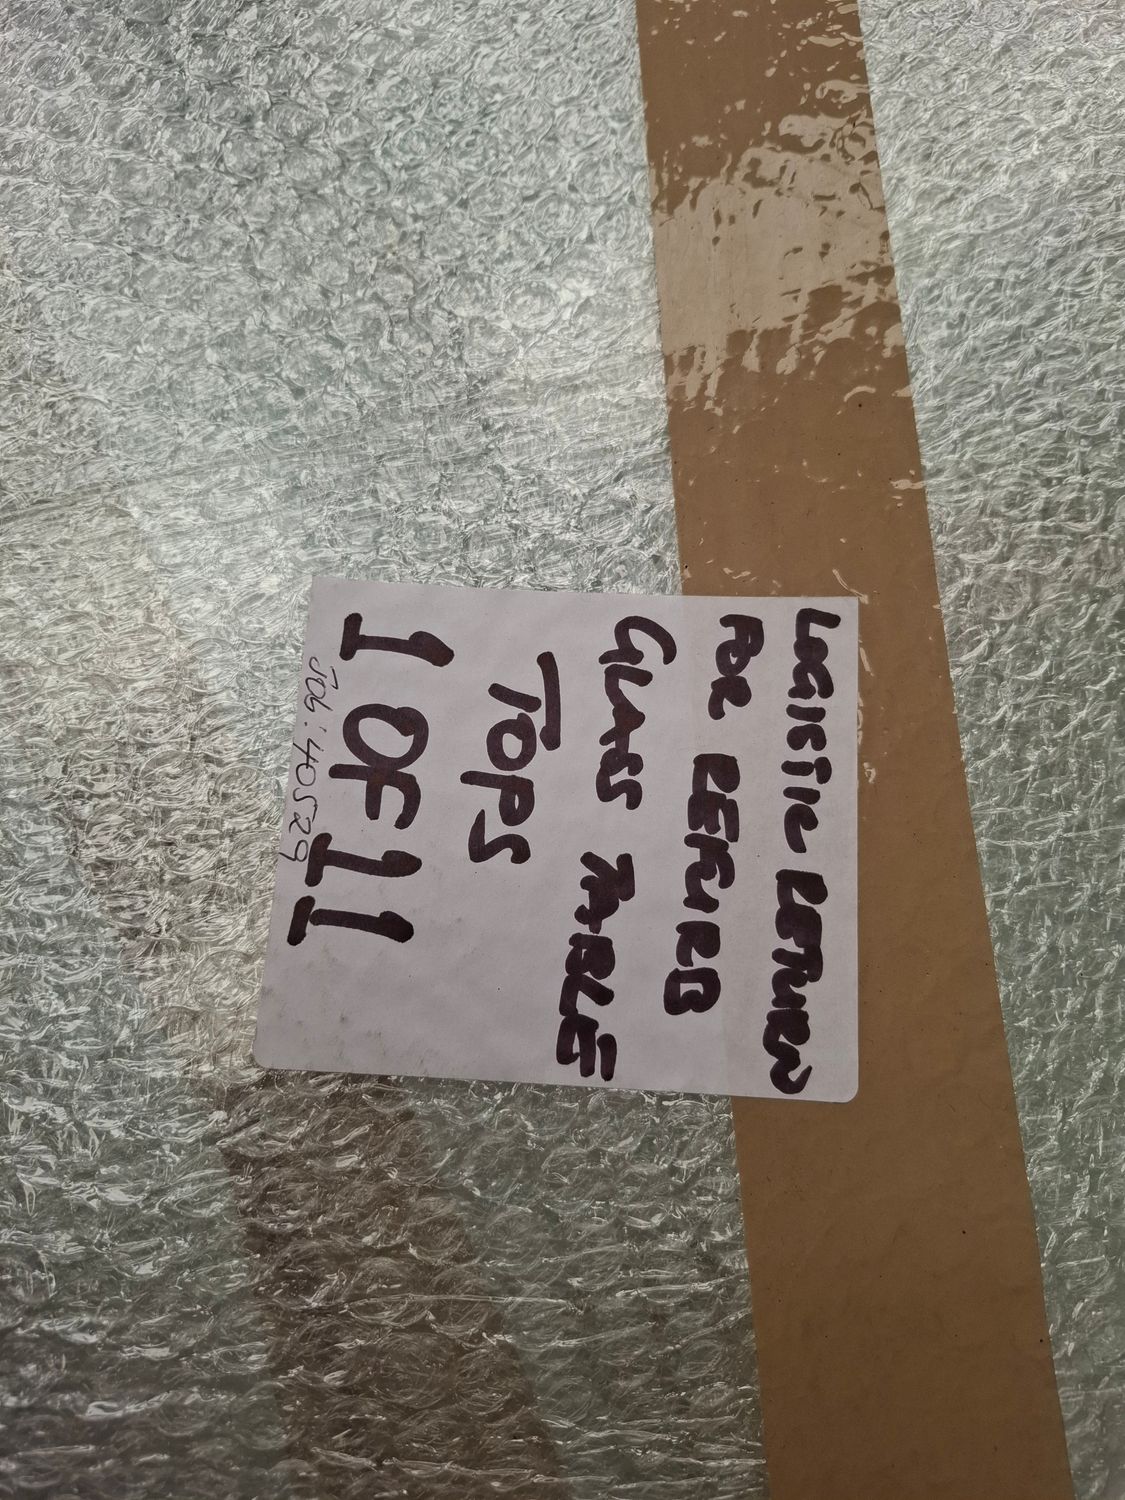 LOGISTIC RETURN
FOR REFURB
GLASS TABLE
TOPS
1 OF 11
Job: 40529